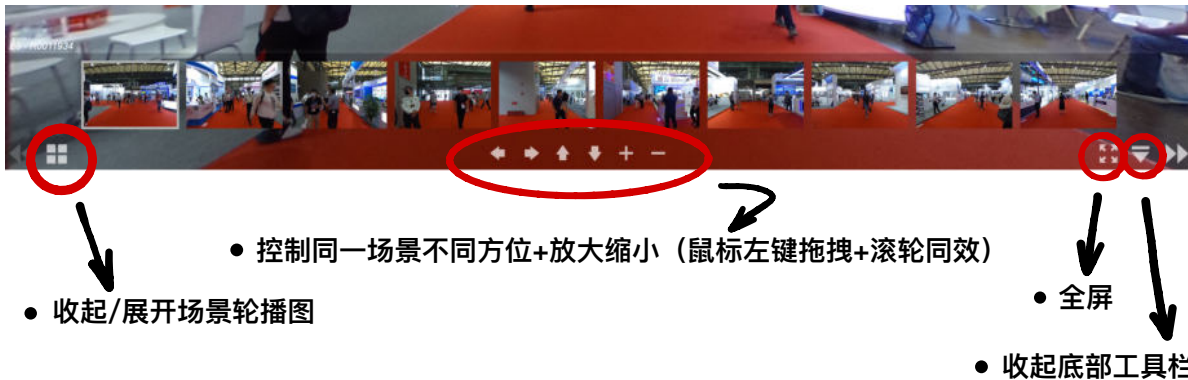 R0011934
控制同一场景不同方位+放大缩小（鼠标左键拖拽+滚轮同效）
收起/展开场景轮播图
全屏
收起底部工具栏